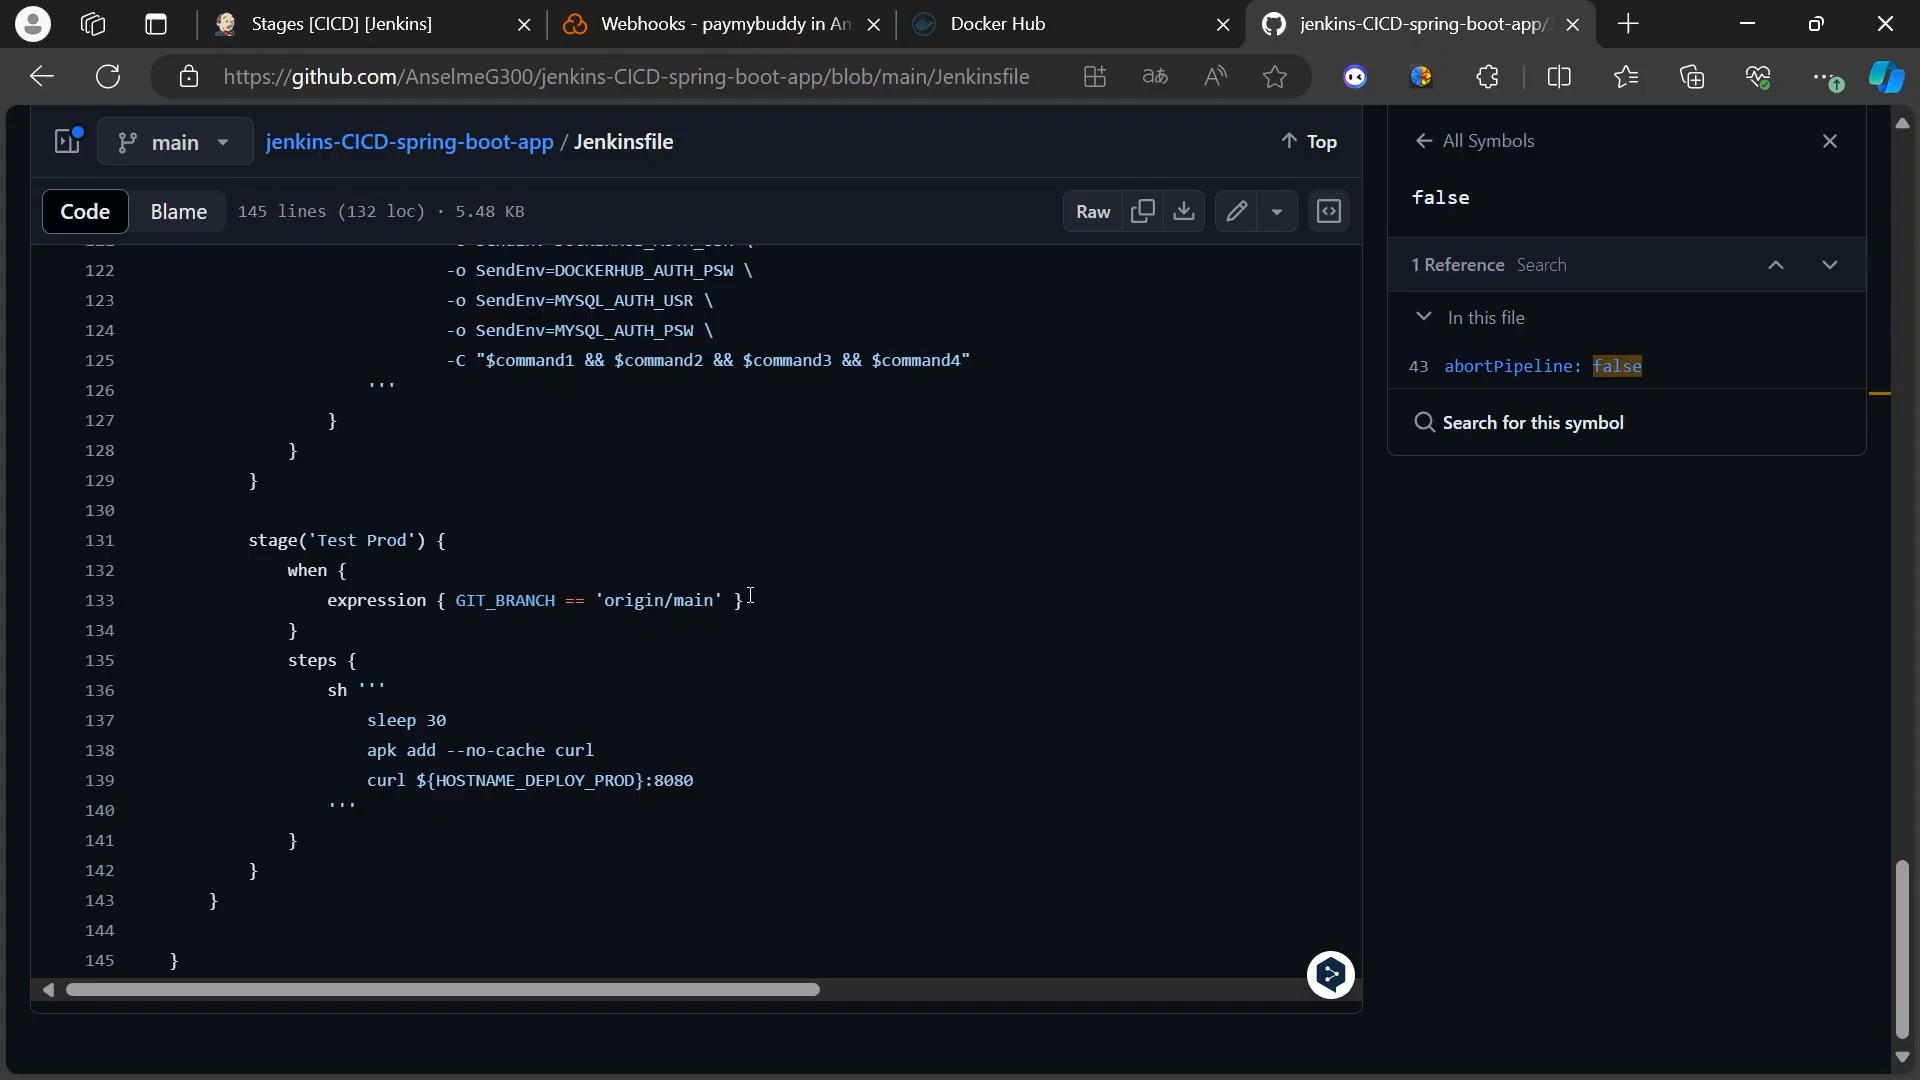 Stages [CICD] [Jenkins]
Webhooks - paymybuddy in An
Docker Hub
jenkins-CICD-spring-boot-app/
https://github.com/AnselmeG300/jenkins-CICD-spring-boot-app/blob/main/Jenkinsfile
main
jenkins-CICD-spring-boot-app / Jenkinsfile
Top
Code
Blame
145 lines (132 loc) · 5.48 KB
Raw
122 -o SendEnv=DOCKERHUB_AUTH_PSW \
123 -o SendEnv=MYSQL_AUTH_USR \
124 -o SendEnv=MYSQL_AUTH_PSW \
125 -C "$command1 && $command2 && $command3 && $command4"
126 '''
127 }
128 }
129 }
130
131 stage('Test Prod') {
132 when {
133 expression { GIT_BRANCH == 'origin/main' }
134 }
135 steps {
136 sh '''
137 sleep 30
138 apk add --no-cache curl
139 curl ${HOSTNAME_DEPLOY_PROD}:8080
140 '''
141 }
142 }
143 }
144
145 }
All Symbols
false
1 Reference Search
In this file
43 abortPipeline: false
Search for this symbol